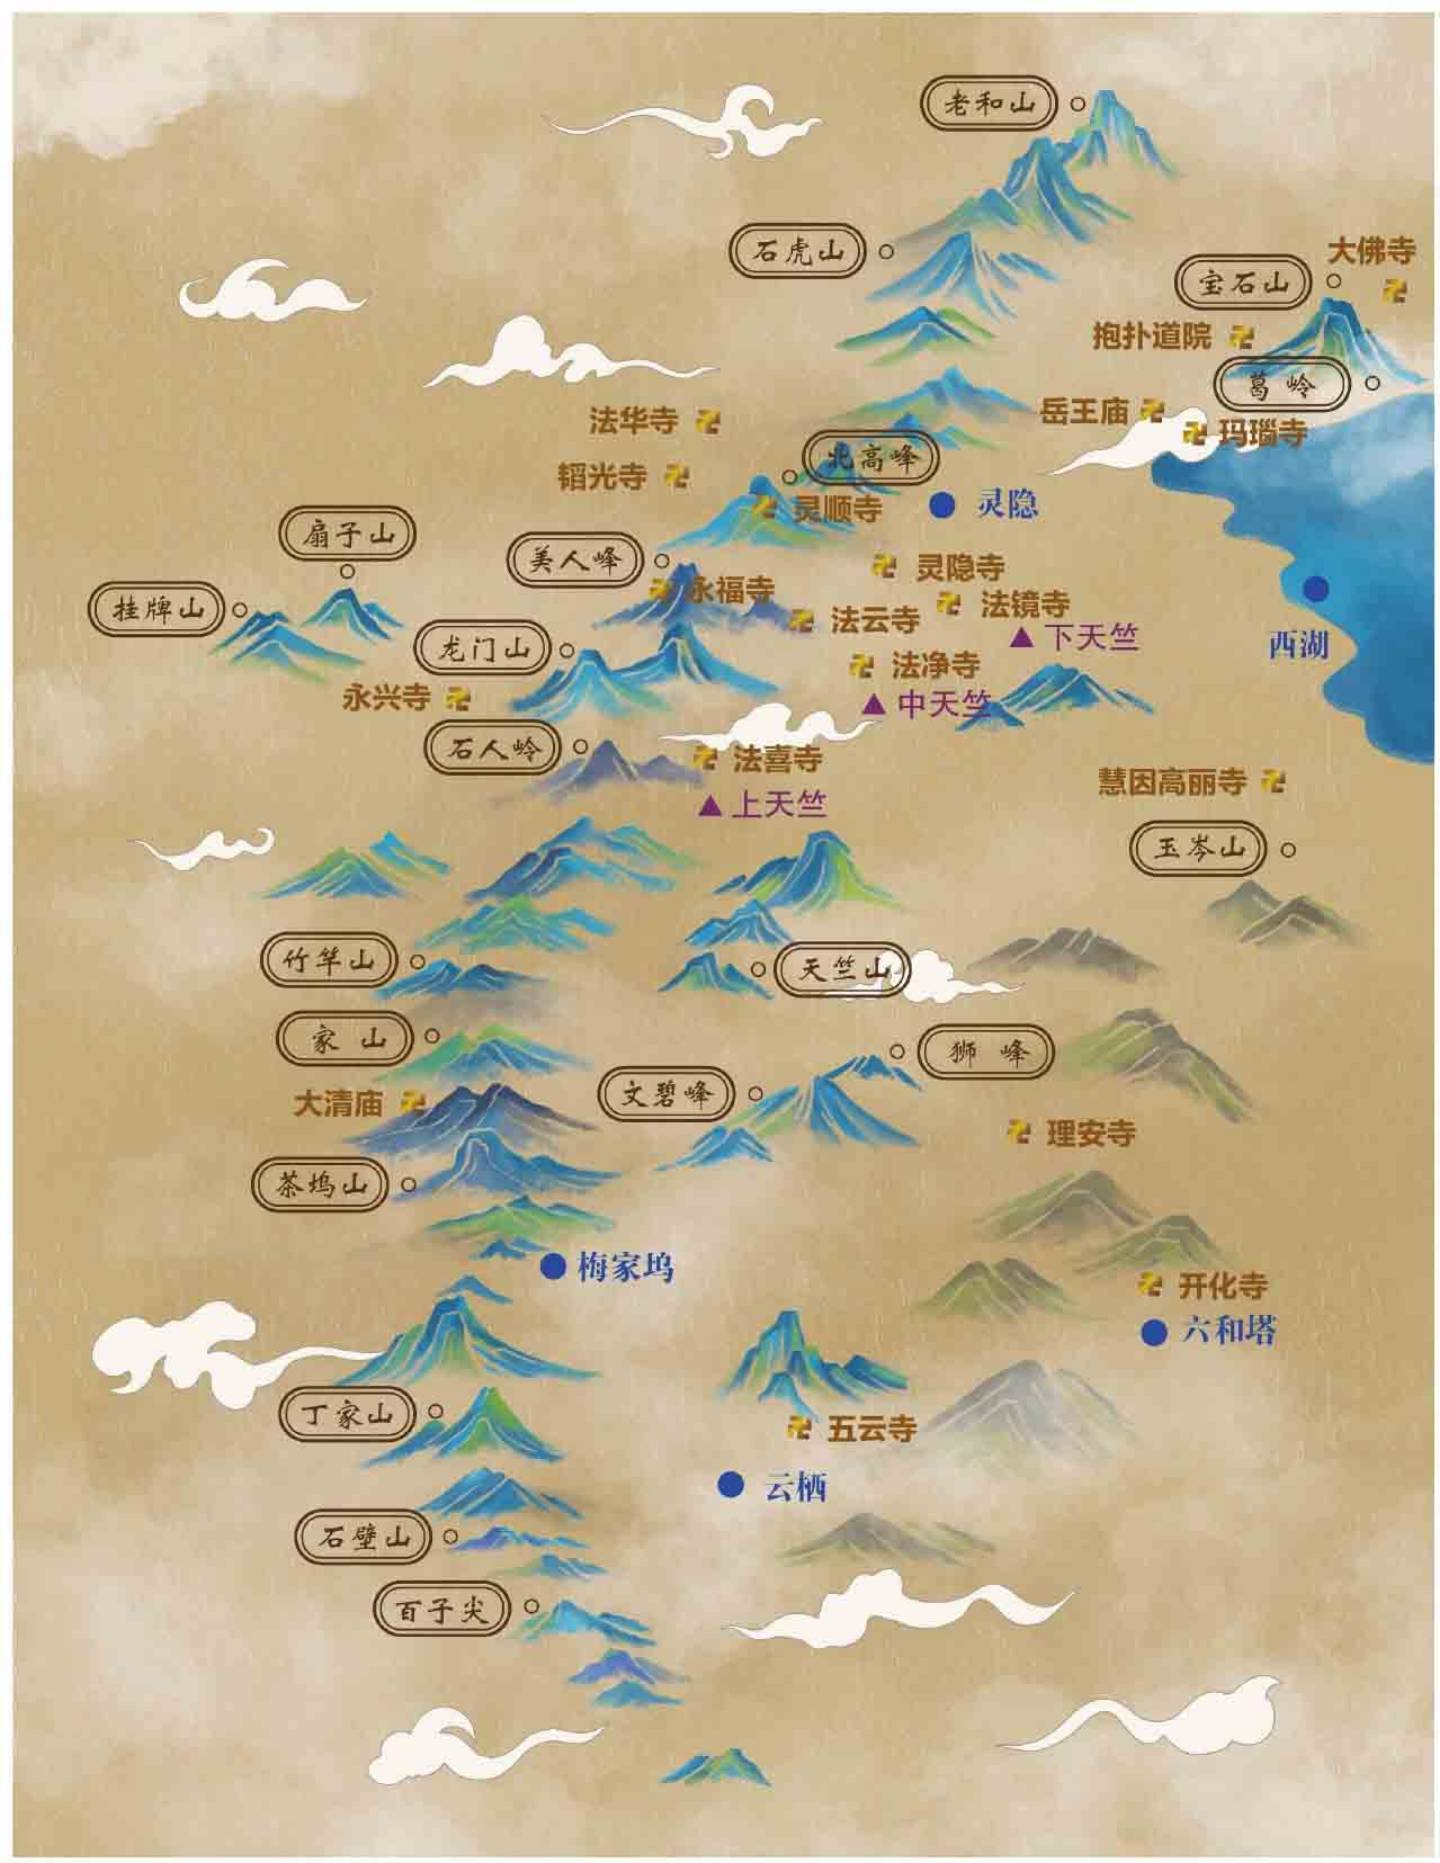 老和山
石虎山
大佛寺
宝石山
抱扑道院
葛岭
岳王庙
法华寺
玛瑙寺
北高峰
韬光寺
灵顺寺
灵隐
扇子山
美人峰
灵隐寺
永福寺
法镜寺
挂牌山
法云寺
下天竺
龙门山
西湖
法净寺
永兴寺
中天竺
石人岭
法喜寺
慧因高丽寺
上天竺
玉岑山
竹竿山
天竺山
家山
狮峰
文碧峰
大清庙
理安寺
茶坞山
梅家坞
开化寺
六和塔
丁家山
五云寺
云栖
石壁山
百子尖